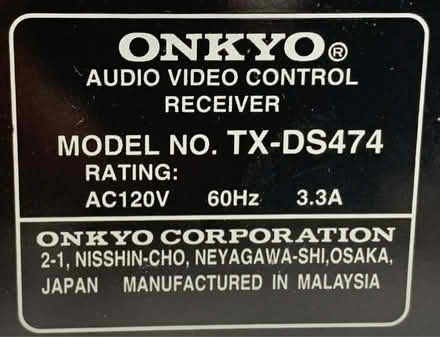 ONKYO®
AUDIO VIDEO CONTROL
RECEIVER
MODEL NO. TX-DS474
RATING:
AC120V 60Hz 3.3A
ONKYO CORPORATION
2-1, NISSHIN-CHO, NEYAGAWA-SHI,OSAKA,
JAPAN MANUFACTURED IN MALAYSIA